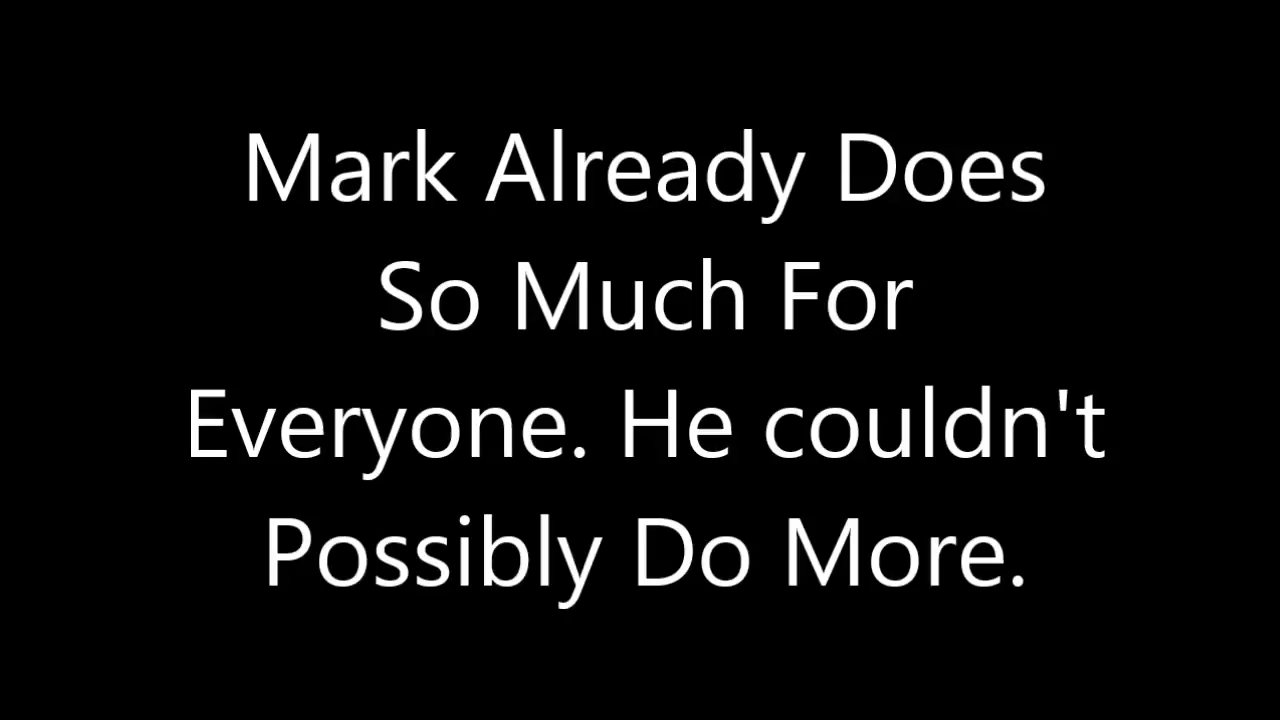 Mark Already Does
So Much For
Everyone. He couldn't
Possibly Do More.